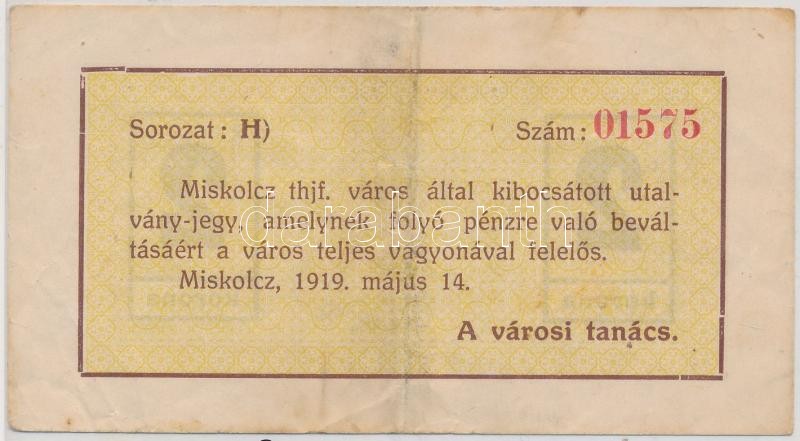 Sorozat: H) Szám: 01575
Miskolcz thjf. város által kibocsátott utal-
vány-jegy, amelynek folyó pénzre való bevál-
tásáért a város teljes vagyonával felelős.
Miskolcz, 1919. május 14.
A városi tanács.
darabanth